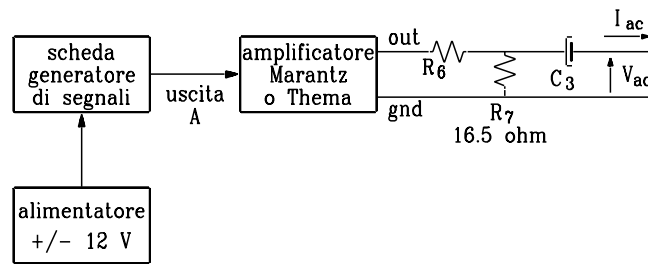 scheda
generatore
di segnali
uscita
A
amplificatore
Marantz
o Thema
out
gnd
R6
R7
16.5 ohm
C3
Iac
Vac
alimentatore
+/- 12 V